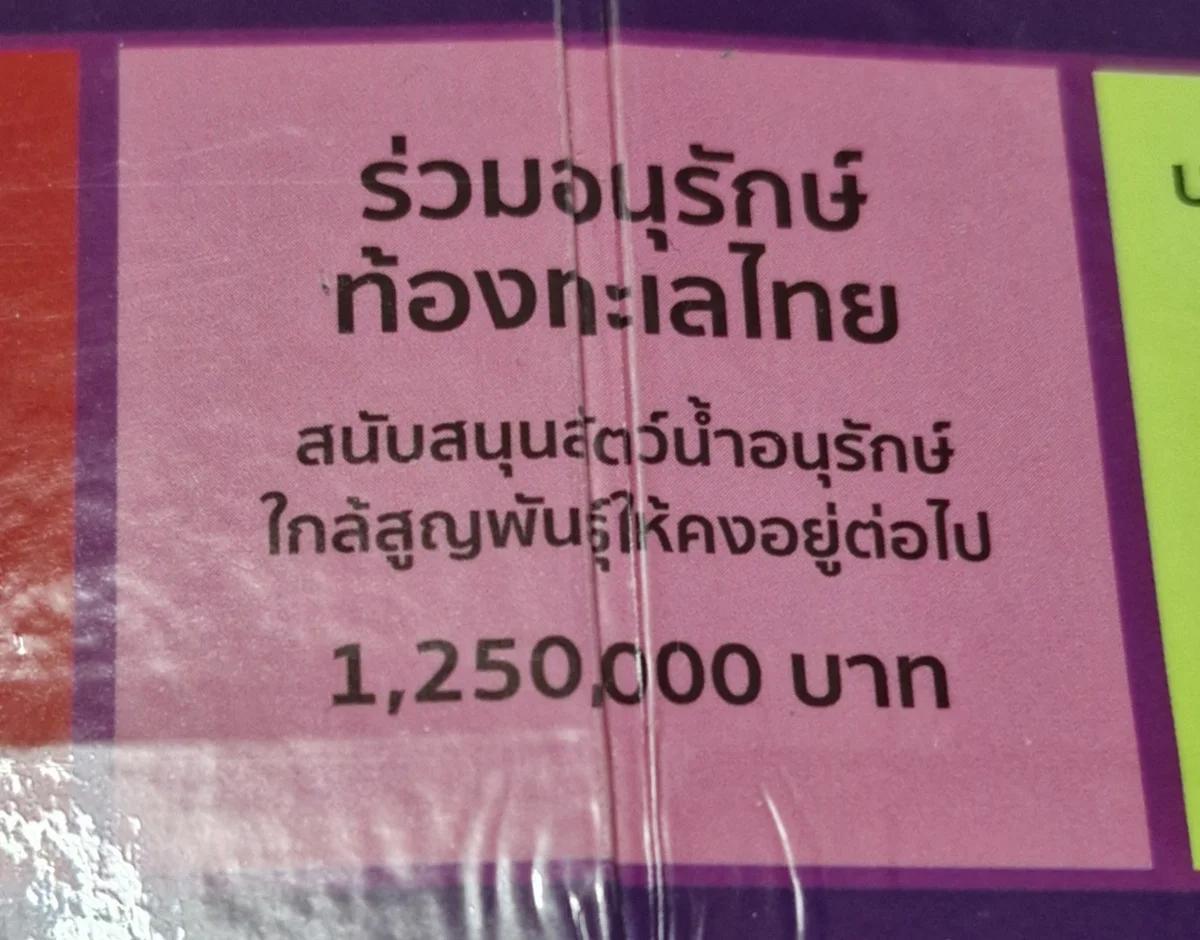 ร่วมอนุรักษ์
ท้องทะเลไทย
สนับสนุนสัตว์น้ำอนุรักษ์
ใกล้สูญพันธุ์ให้คงอยู่ต่อไป
1,250,000 บาท